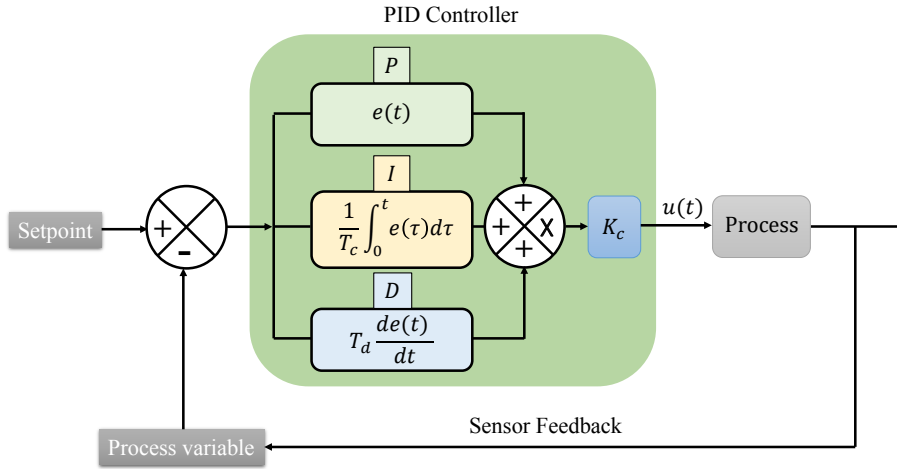 PID Controller
P
e(t)
I
1/T_c ∫_0^t e(τ)dτ
D
T_d de(t)/dt
Setpoint
+
-
+
+
+
X
K_c
u(t)
Process
Sensor Feedback
Process variable